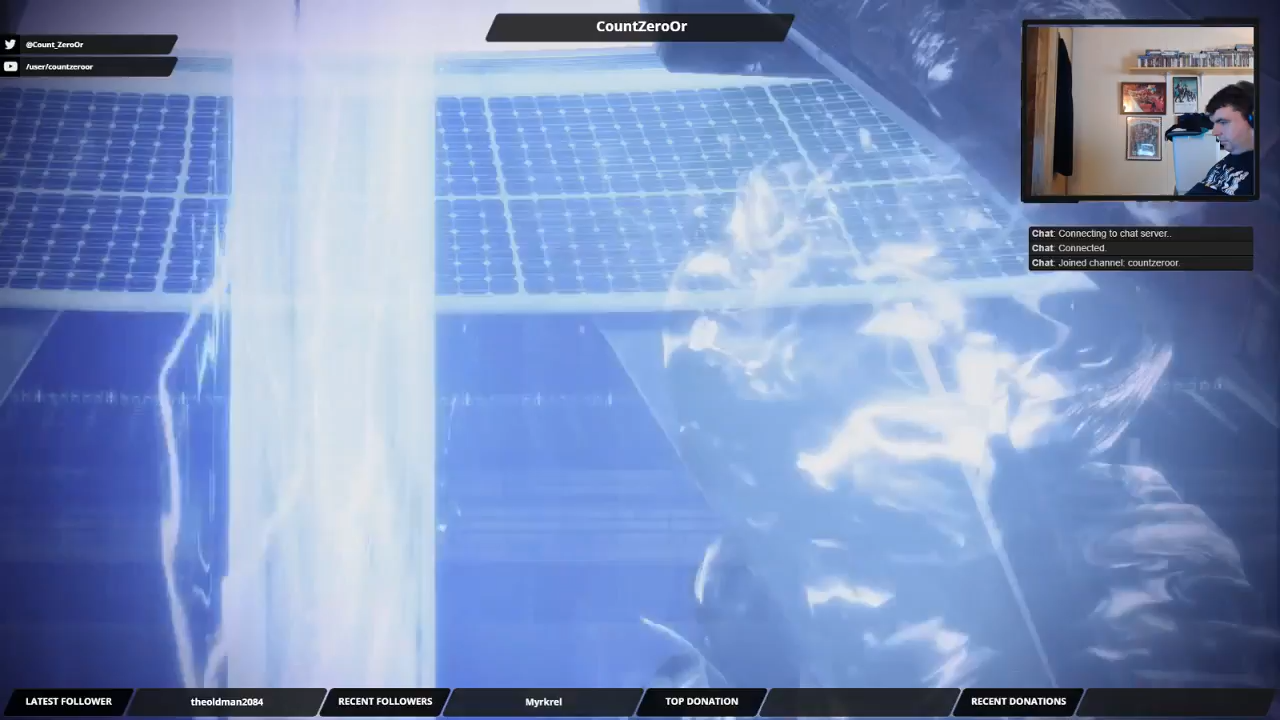 CountZeroOr
@Count_ZeroOr
/user/countzeroor
Chat: Connecting to chat server..
Chat: Connected.
Chat: Joined channel: countzeroor.
LATEST FOLLOWER
theoldman2084
RECENT FOLLOWERS
Myrkrel
TOP DONATION
RECENT DONATIONS